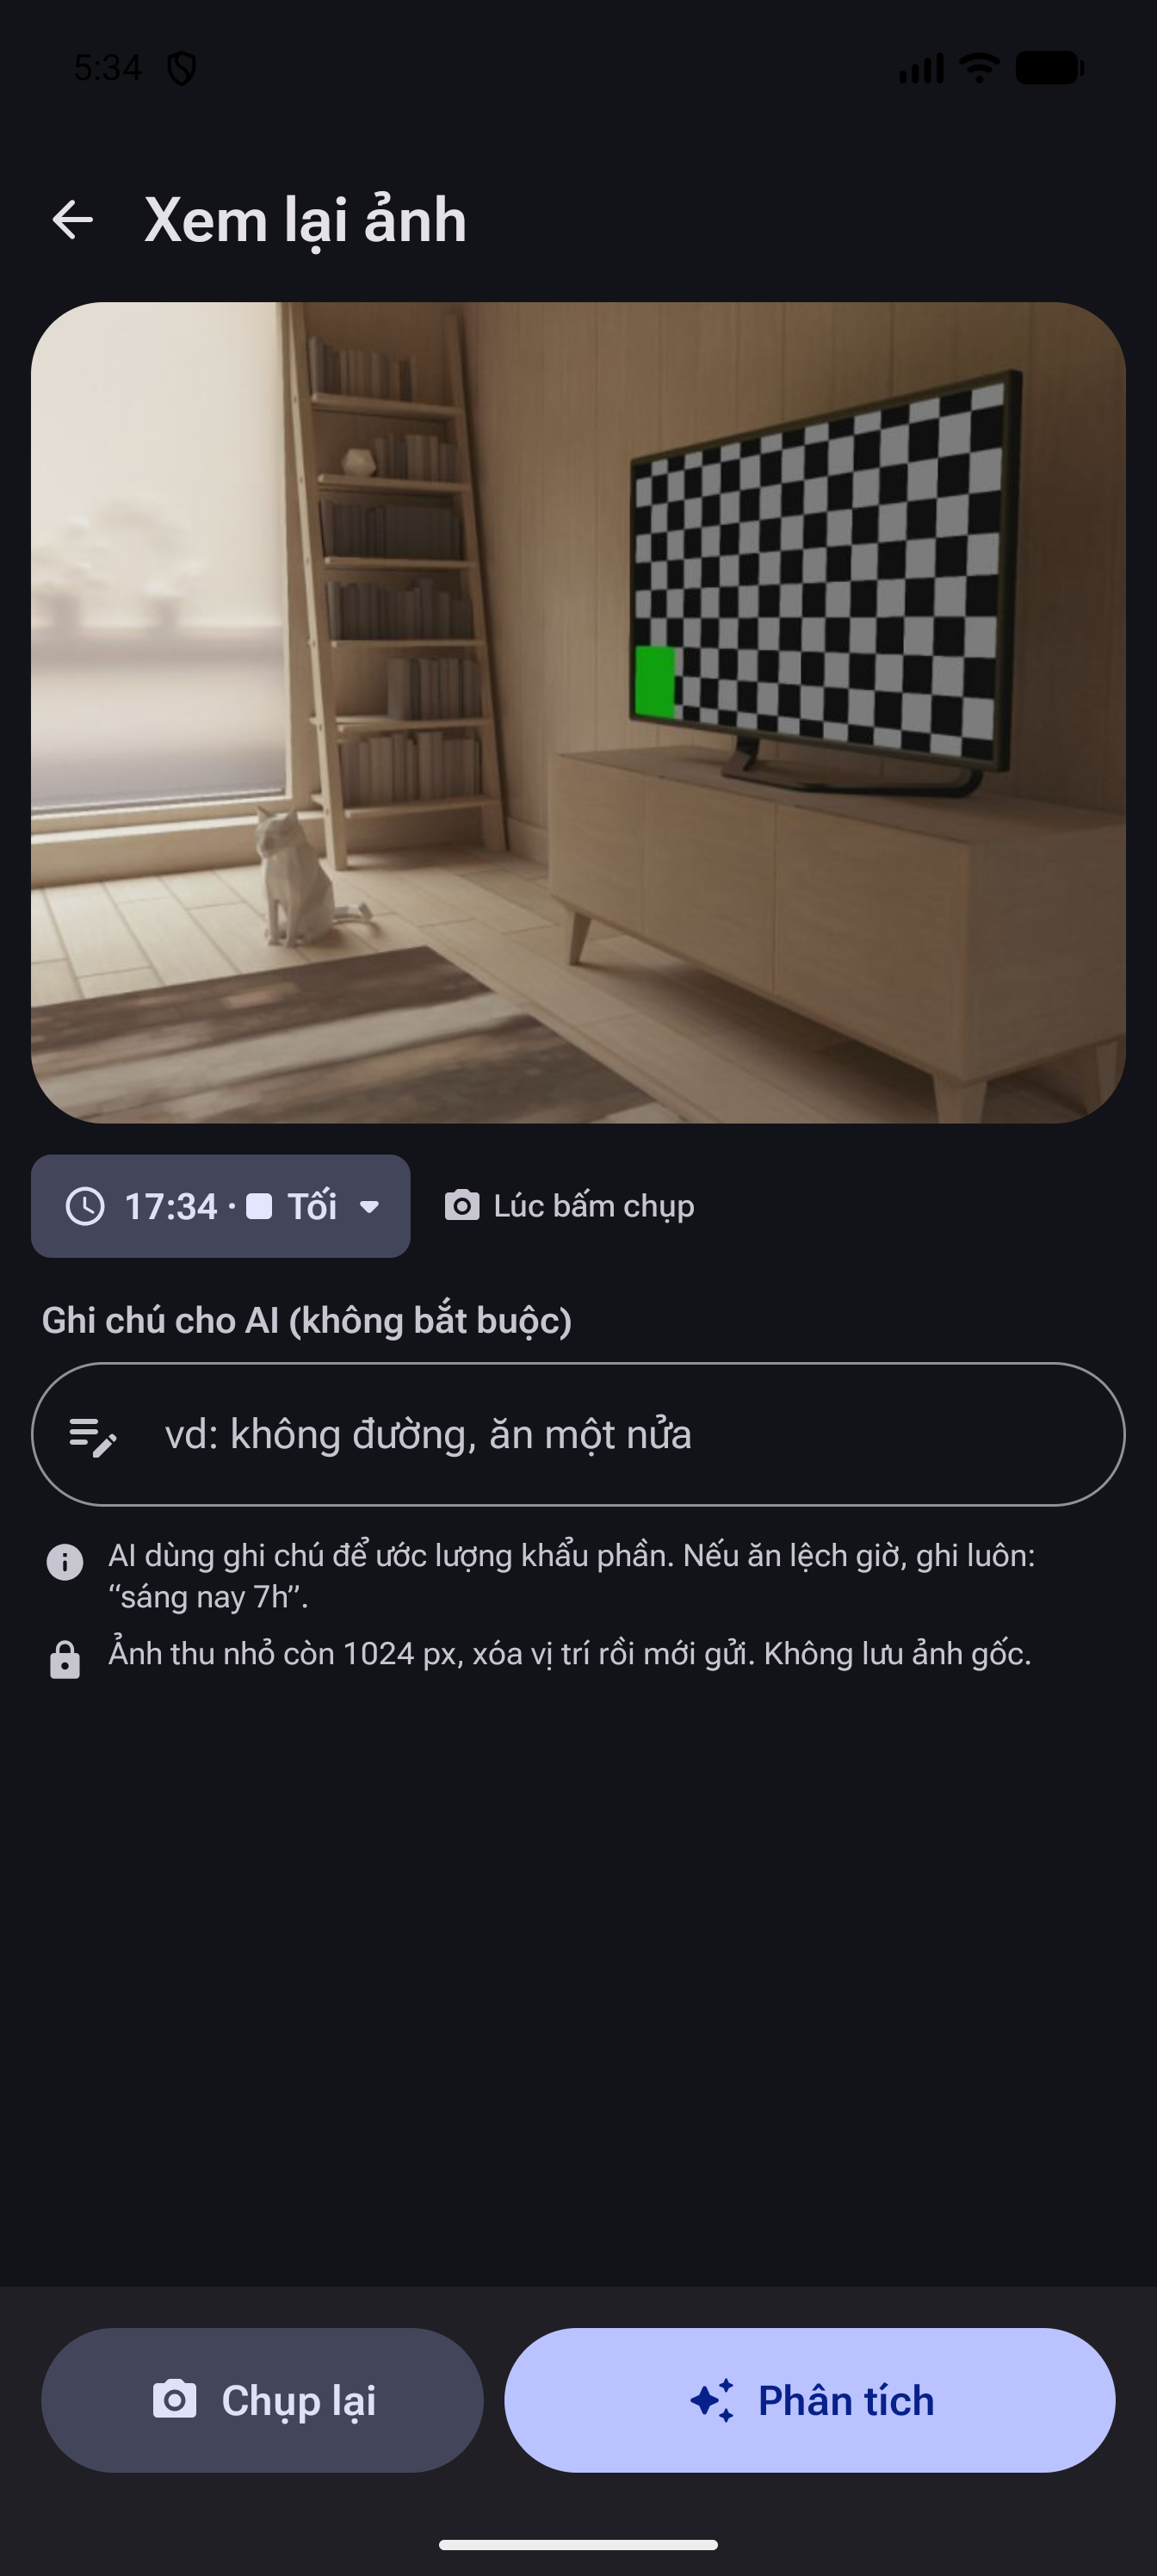 5:34
Xem lại ảnh
17:34 · Tối
Lúc bấm chụp
Ghi chú cho AI (không bắt buộc)
vd: không đường, ăn một nửa
AI dùng ghi chú để ước lượng khẩu phần. Nếu ăn lệch giờ, ghi luôn:
“sáng nay 7h”.
Ảnh thu nhỏ còn 1024 px, xóa vị trí rồi mới gửi. Không lưu ảnh gốc.
Chụp lại
Phân tích